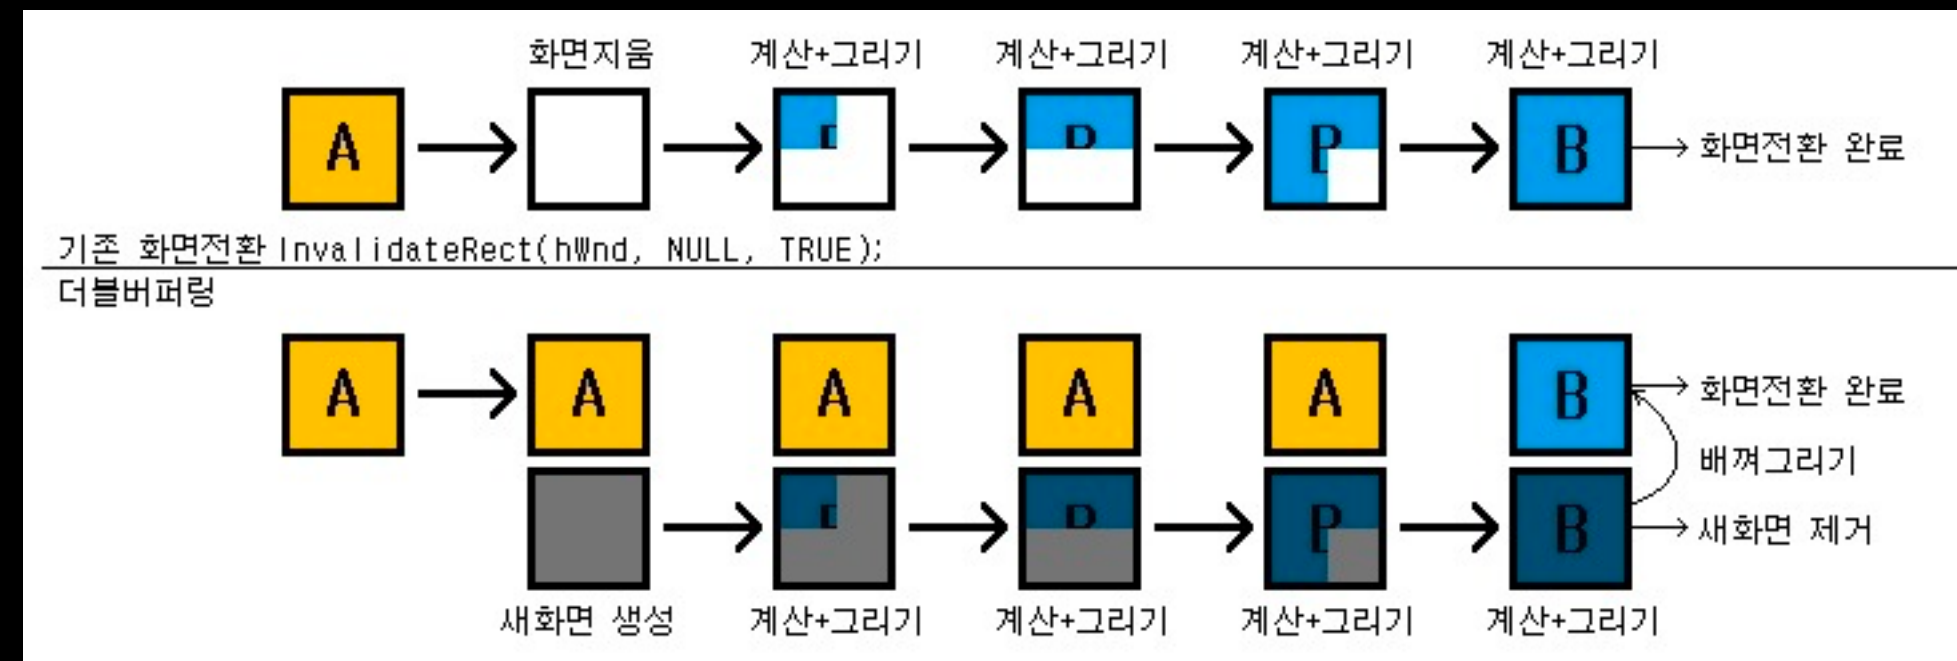 화면지움 계산+그리기 계산+그리기 계산+그리기 계산+그리기
A B B B B 화면전환 완료
기존 화면전환 InvalidateRect(hWnd, NULL, TRUE);
더블버퍼링
A A A A A B 화면전환 완료
배껴그리기
B B B B 새화면 제거
새화면 생성 계산+그리기 계산+그리기 계산+그리기 계산+그리기